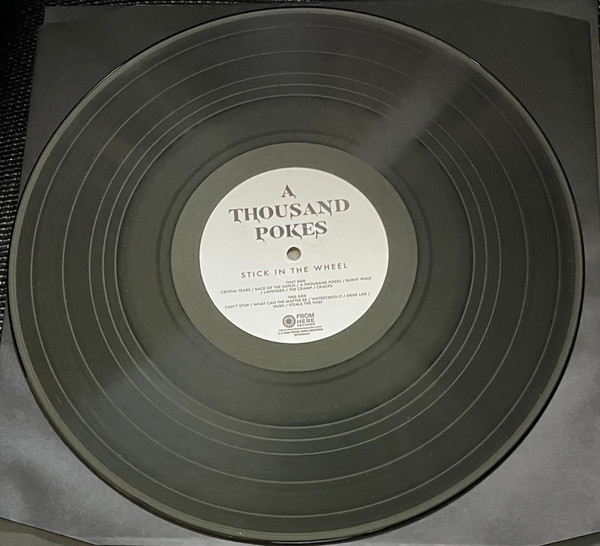 A
THOUSAND
POKES
STICK IN THE WHEEL
THAT SIDE
CRYSTAL TEARS / BACK OF THE HATCH / A THOUSAND POKES / BURNT WALK
/ LAVENDER / THE CRAMP / CRACKS
THIS SIDE
CAN'T STOP / WHAT CAN THE MATTER BE / WATERCRESS-O / BRISK LAD /
HUSH / STEALS THE THIEF
FROM
HERE
RECORDS